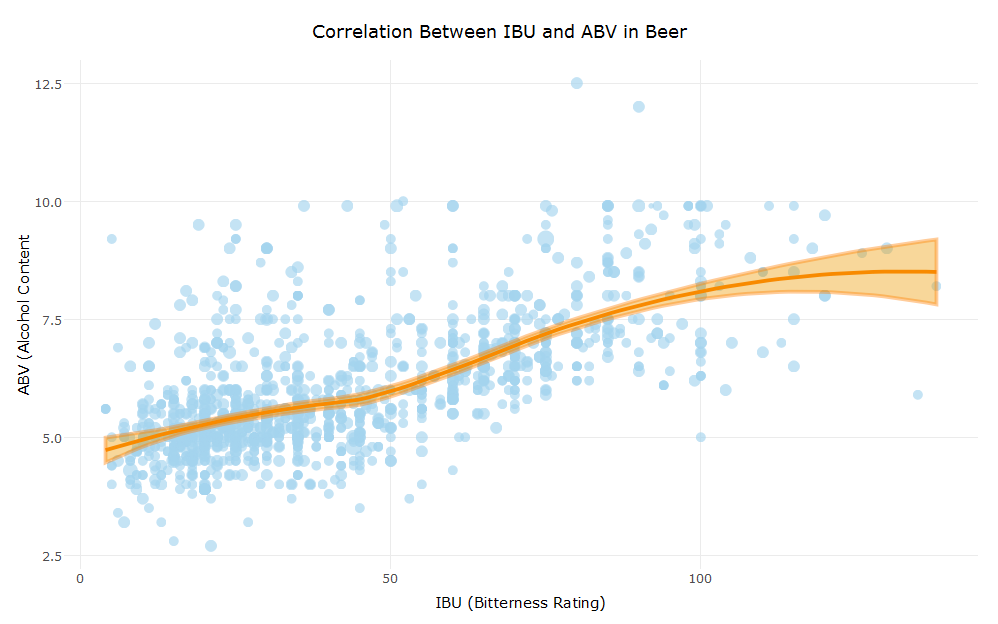 Correlation Between IBU and ABV in Beer
12.5
10.0
7.5
5.0
2.5
ABV (Alcohol Content
0
50
100
IBU (Bitterness Rating)